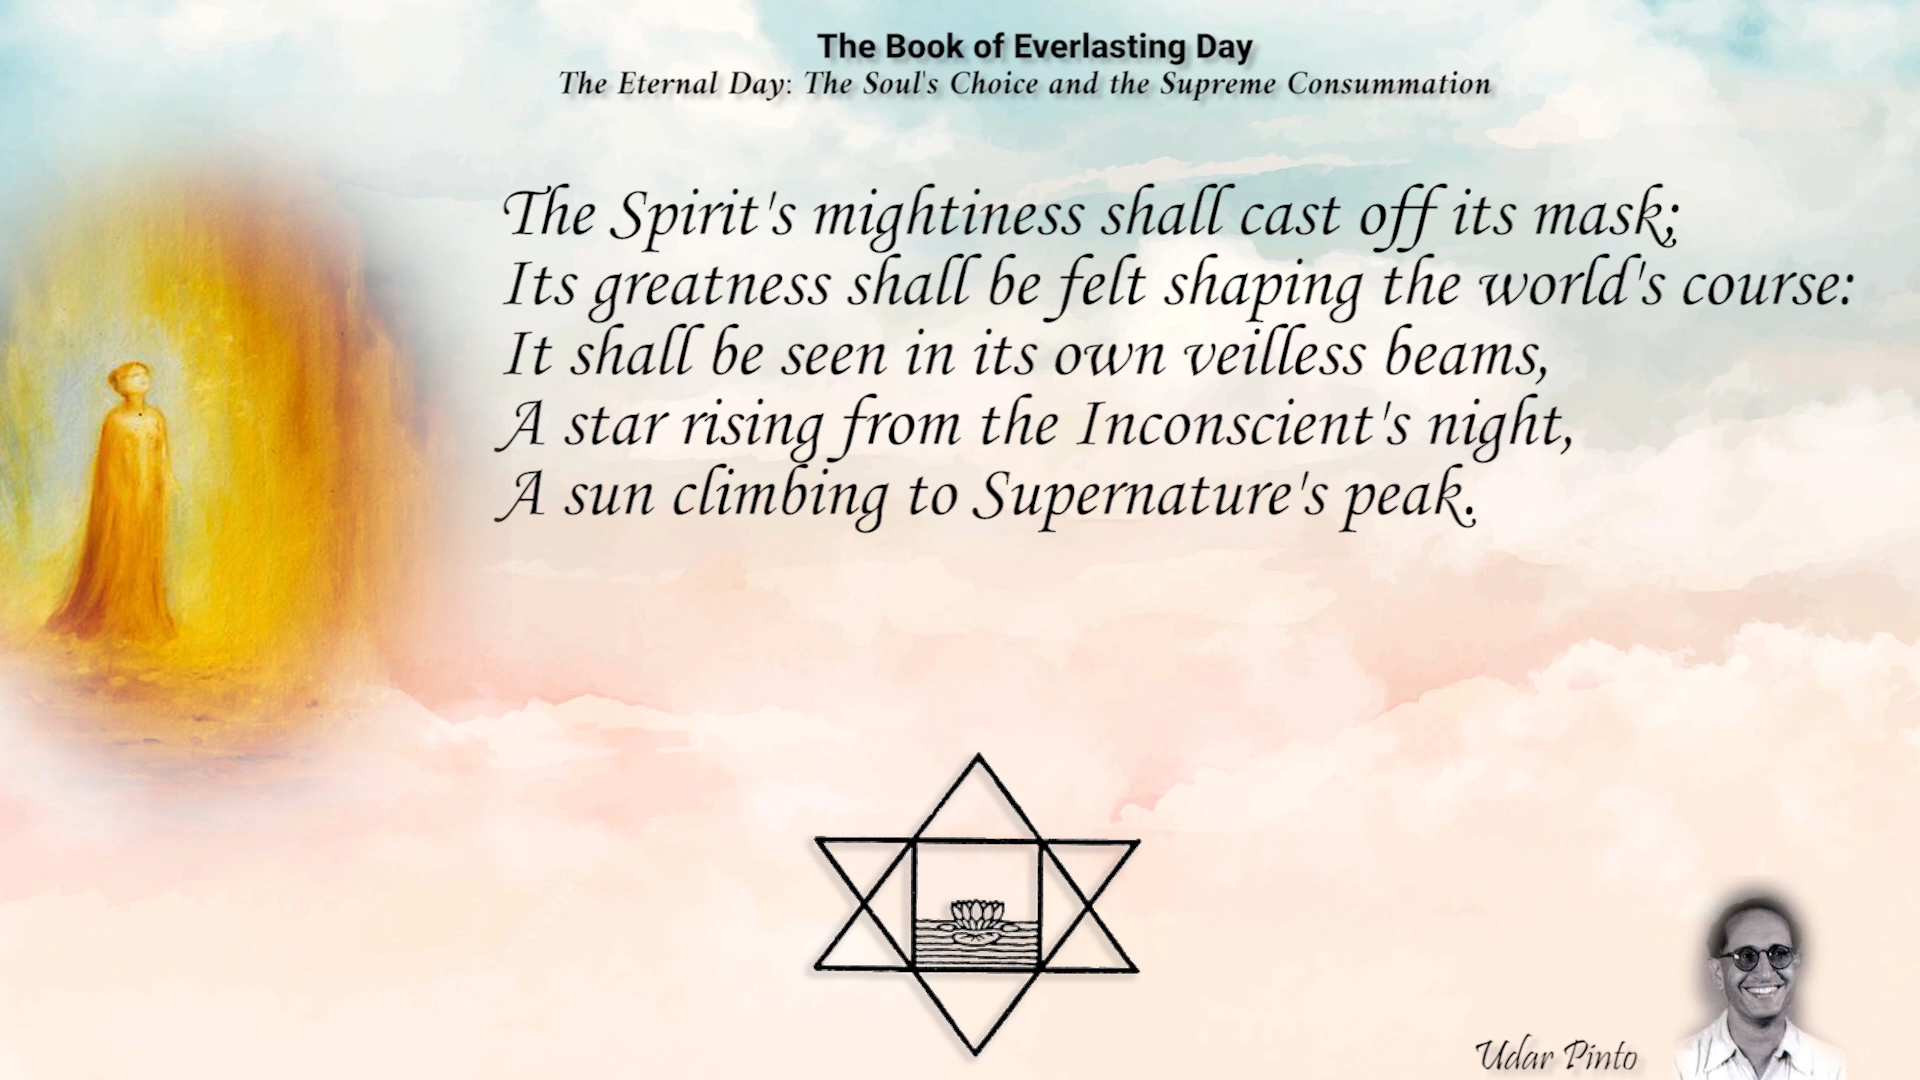 The Book of Everlasting Day
The Eternal Day: The Soul's Choice and the Supreme Consummation
The Spirit's mightiness shall cast off its mask;
Its greatness shall be felt shaping the world's course:
It shall be seen in its own veilless beams,
A star rising from the Inconscient's night,
A sun climbing to Supernature's peak.
Udar Pinto